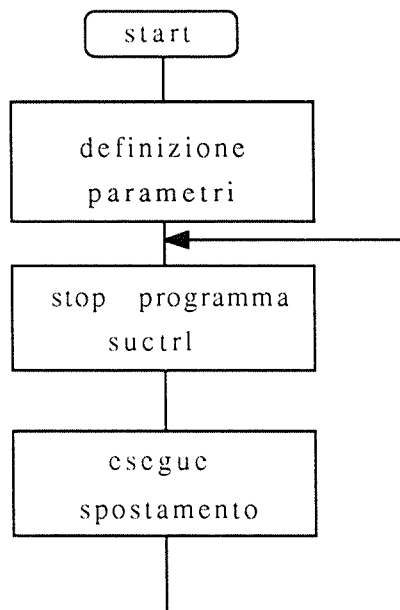 start
definizione
parametri
stop programma
suctrl
esegue
spostamento